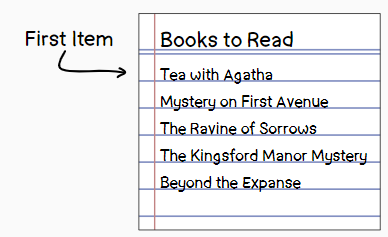 First Item
Books to Read
Tea with Agatha
Mystery on First Avenue
The Ravine of Sorrows
The Kingsford Manor Mystery
Beyond the Expanse